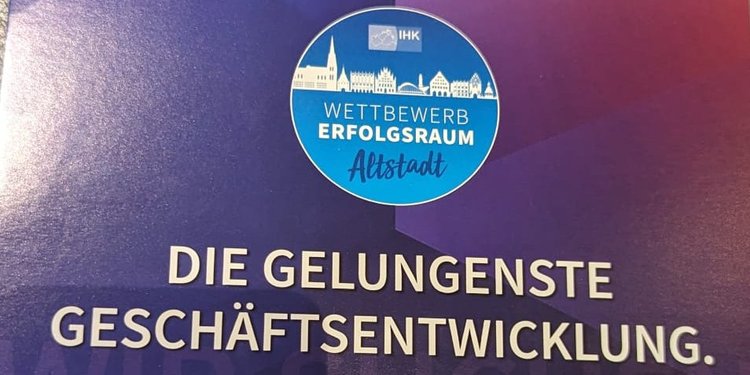 IHK
WETTBEWERB
ERFOLGSRAUM
Altstadt
DIE GELUNGENSTE
GESCHÄFTSENTWICKLUNG.